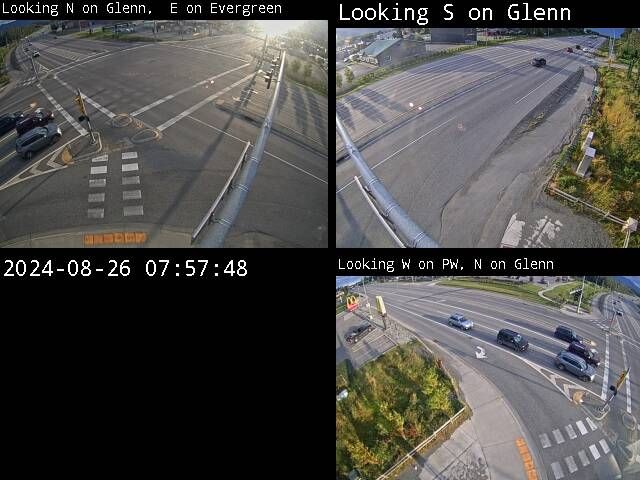 Looking N on Glenn,  E on Evergreen
Looking S on Glenn
2024-08-26 07:57:48
Looking W on PW, N on Glenn